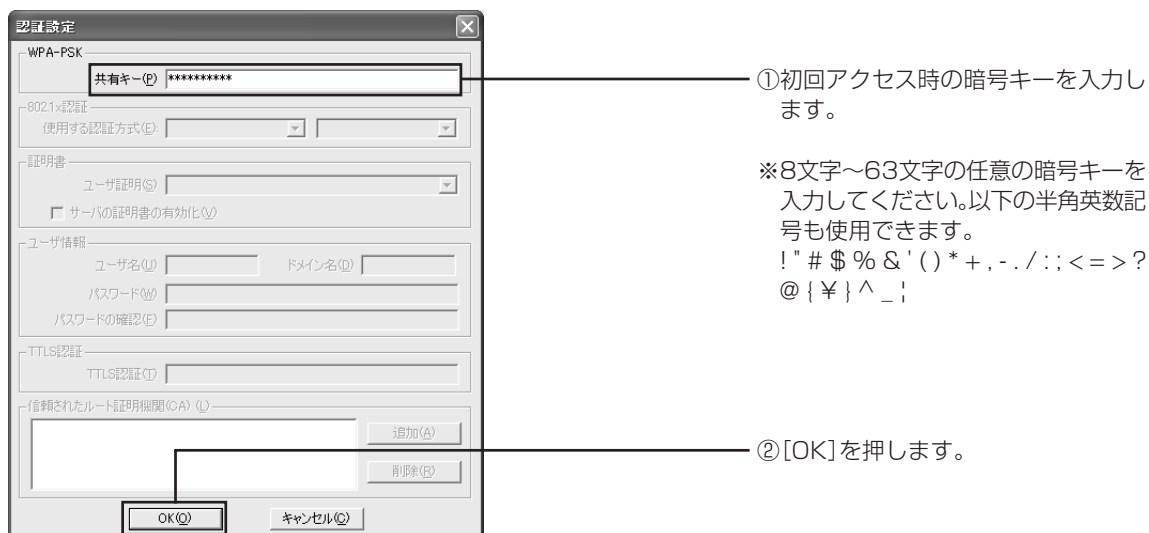 認証設定
WPA-PSK
共有キー(P) **********
802.1x認証
使用する認証方式(E):
証明書
ユーザ証明(S)
サーバの証明書の有効化(V)
ユーザ情報
ユーザ名(U) ドメイン名(D)
パスワード(W)
パスワードの確認(F)
TTLS認証
TTLS認証(T)
信頼されたルート証明機関(CA) (L)
追加(A)
削除(R)
OK(O) キャンセル(C)
①初回アクセス時の暗号キーを入力し
ます。
※8文字〜63文字の任意の暗号キーを
入力してください。以下の半角英数記
号も使用できます。
! " # $ % & ' ( ) * + , - . / : ; < = > ?
@ { ¥ } ^ _ ¦
②[OK]を押します。